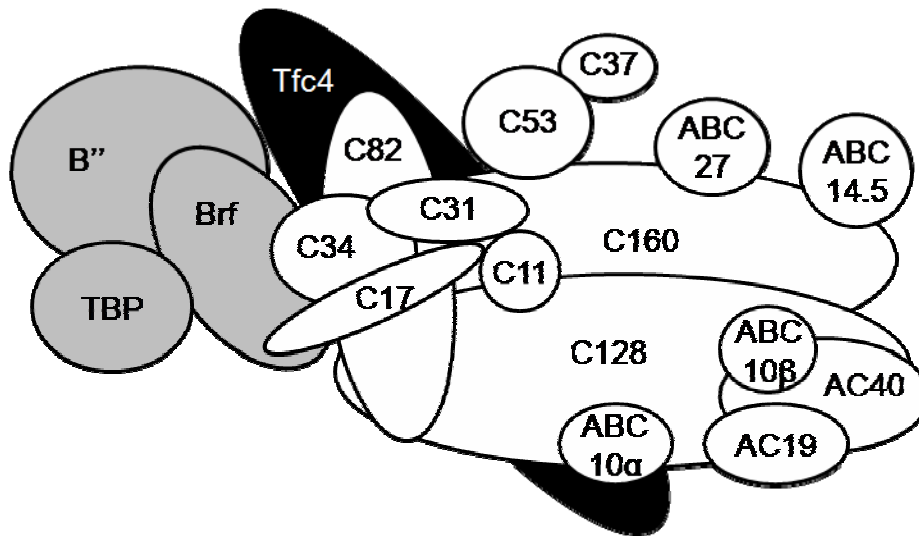 Tfc4
C37
C53
ABC
27
ABC
14.5
B”
C82
Brf
C31
C34
C160
C11
C17
TBP
C128
ABC
10β
AC40
ABC
10α
AC19